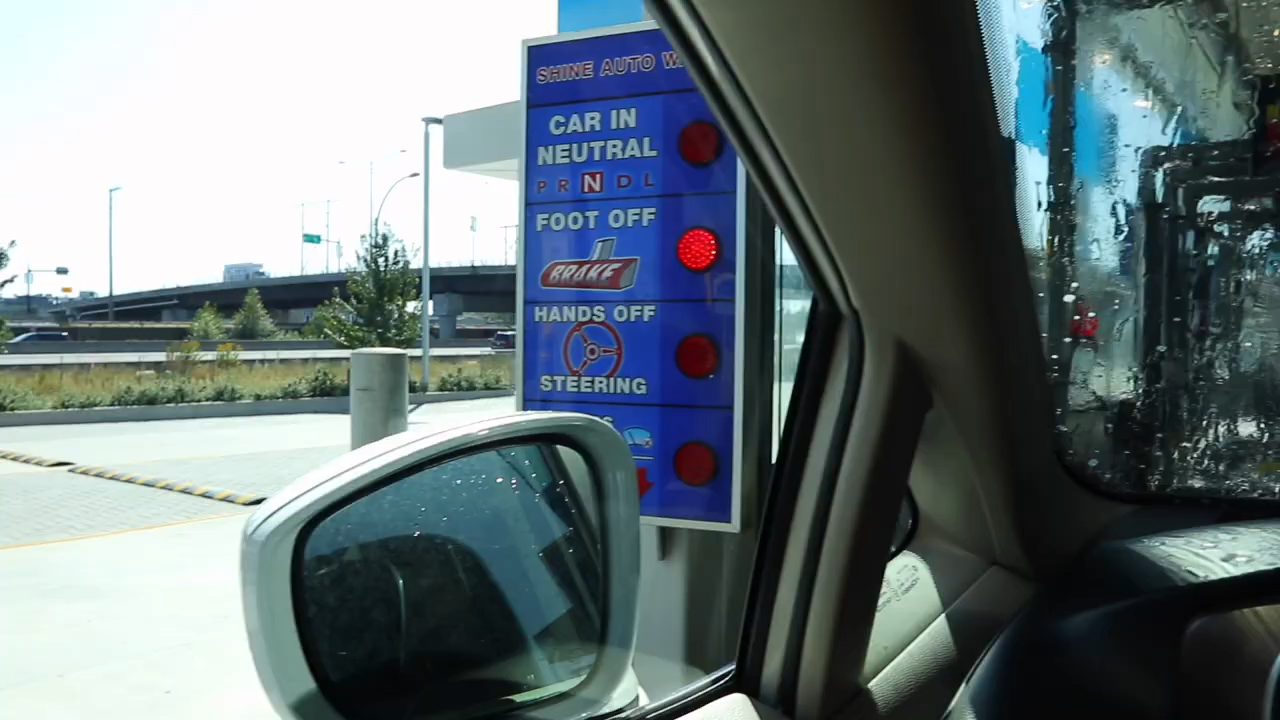 SHINE AUTO
CAR IN
NEUTRAL
P R N D L
FOOT OFF
BRAKE
HANDS OFF
STEERING